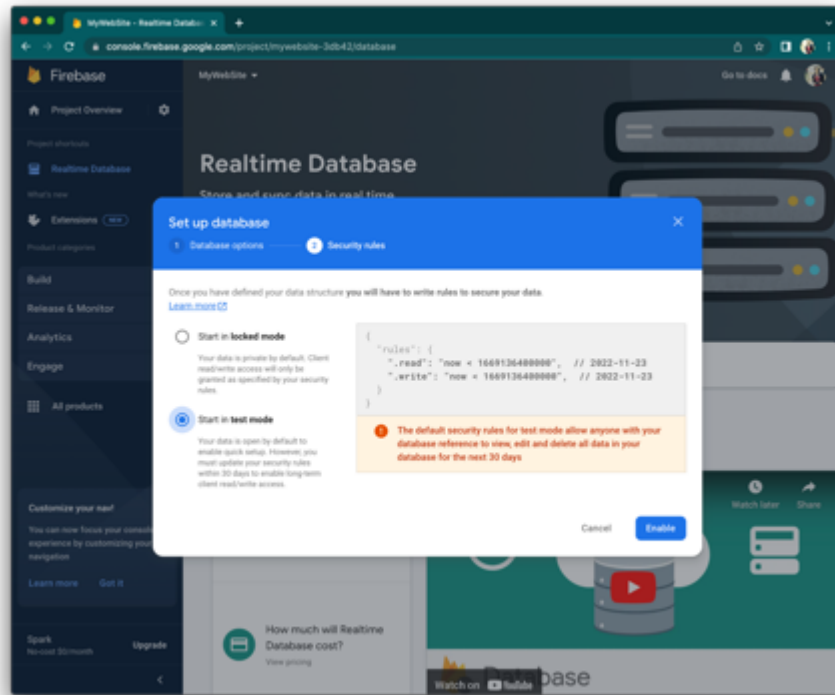 MyWebSite - Realtime Databas
console.firebase.google.com/project/mywebsite-3db42/database
Firebase
MyWebSite
Go to docs
Project Overview
Project shortcuts
Realtime Database
What's new
Extensions NEW
Product categories
Build
Release & Monitor
Analytics
Engage
All products
Customize your nav!
You can now focus your console
experience by customizing your
navigation
Learn more Got it
Spark
No-cost $0/month
Upgrade
Realtime Database
Store and sync data in real time
Set up database
1 Database options
2 Security rules
Once you have defined your data structure you will have to write rules to secure your data.
Learn more
Start in locked mode
Your data is private by default. Client
read/write access will only be
granted as specified by your security
rules.
Start in test mode
Your data is open by default to
enable quick setup. However, you
must update your security rules
within 30 days to enable long-term
client read/write access.
{
"rules": {
".read": "now < 1669136400000", // 2022-11-23
".write": "now < 1669136400000", // 2022-11-23
}
}
The default security rules for test mode allow anyone with your
database reference to view, edit and delete all data in your
database for the next 30 days
Cancel
Enable
Watch later Share
How much will Realtime
Database cost?
View pricing
Database
Watch on YouTube